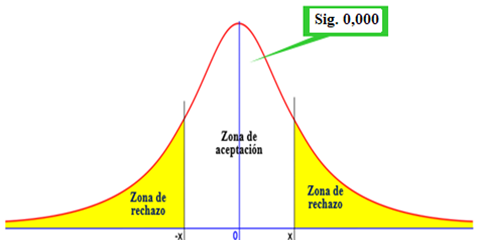 Sig. 0,000
Zona de
aceptación
Zona de
rechazo
Zona de
rechazo
-x
0
x